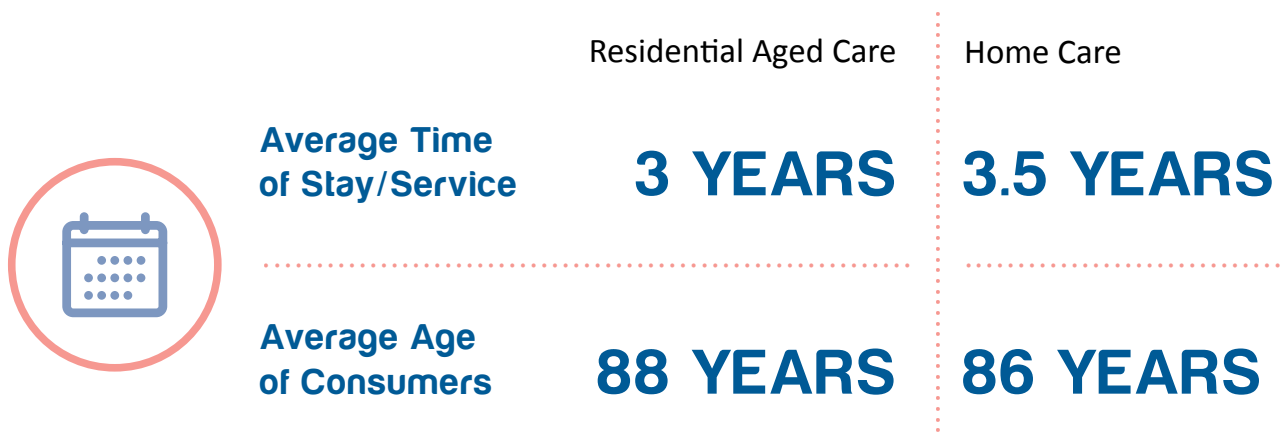 Residential Aged Care
Home Care
Average Time
of Stay/Service
3 YEARS
3.5 YEARS
Average Age
of Consumers
88 YEARS
86 YEARS